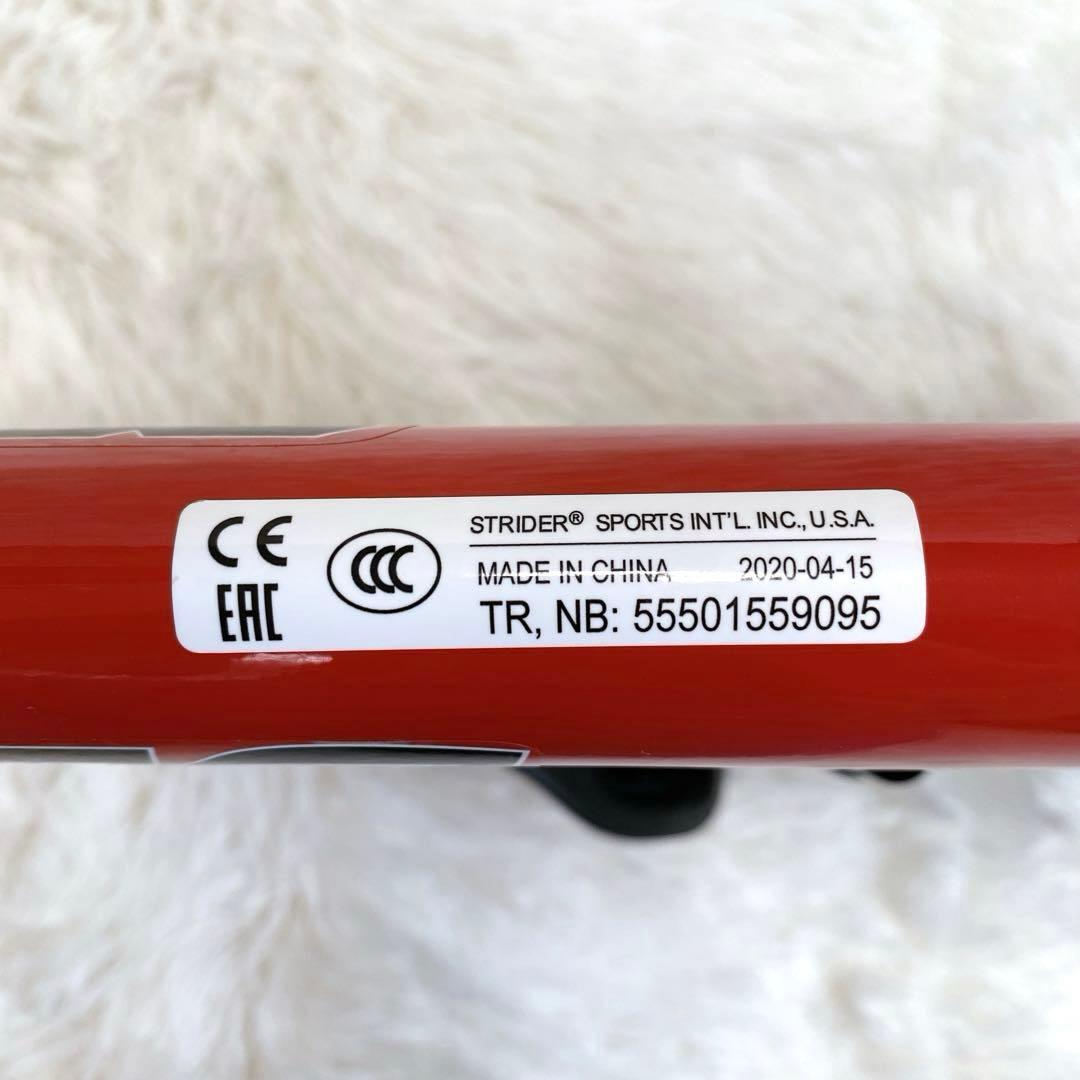 CE
EAC
CCC
STRIDER® SPORTS INT'L. INC., U.S.A.
MADE IN CHINA 2020-04-15
TR, NB: 55501559095